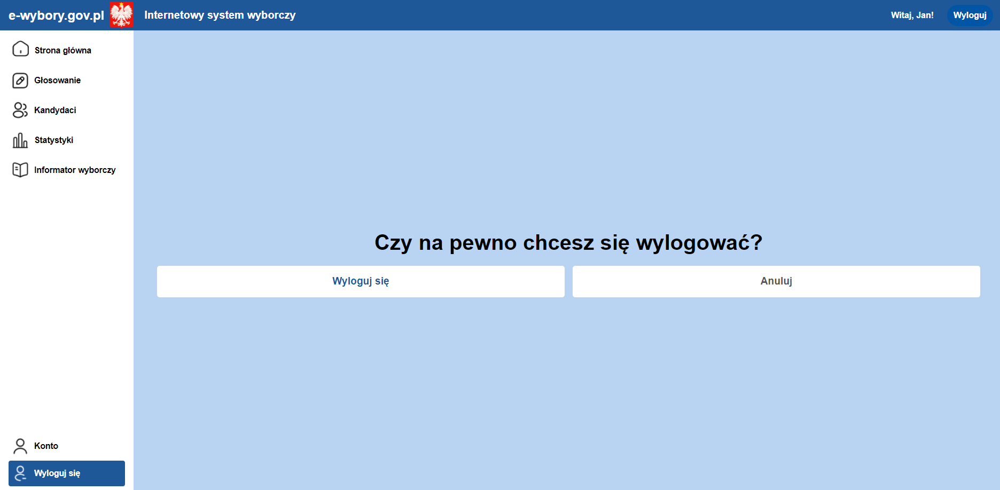 e-wybory.gov.pl
Internetowy system wyborczy
Witaj, Jan!
Wyloguj
Strona główna
Głosowanie
Kandydaci
Statystyki
Informator wyborczy
Czy na pewno chcesz się wylogować?
Wyloguj się
Anuluj
Konto
Wyloguj się